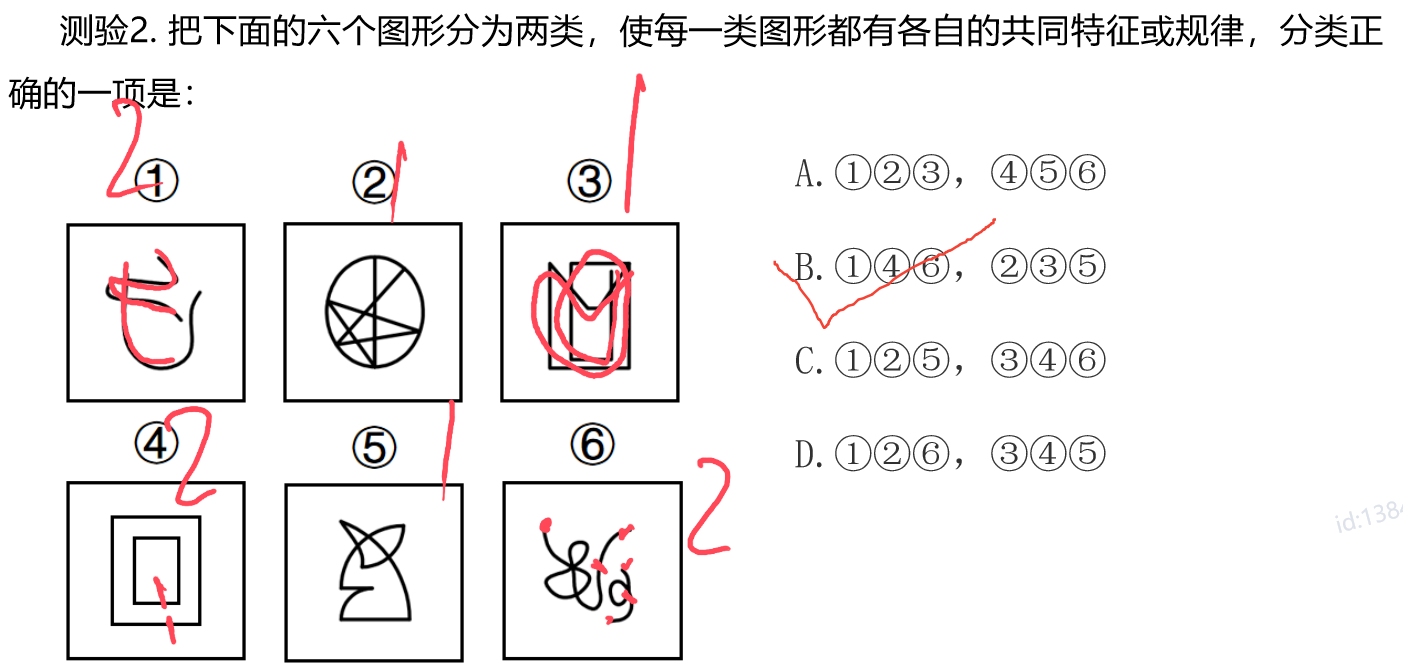 测验2. 把下面的六个图形分为两类，使每一类图形都有各自的共同特征或规律，分类正
确的一项是：
2 1 1
① ② ③
A. ①②③，④⑤⑥
B. ①④⑥，②③⑤
C. ①②⑤，③④⑥
D. ①②⑥，③④⑤
2 1 2
④ ⑤ ⑥
id:1384